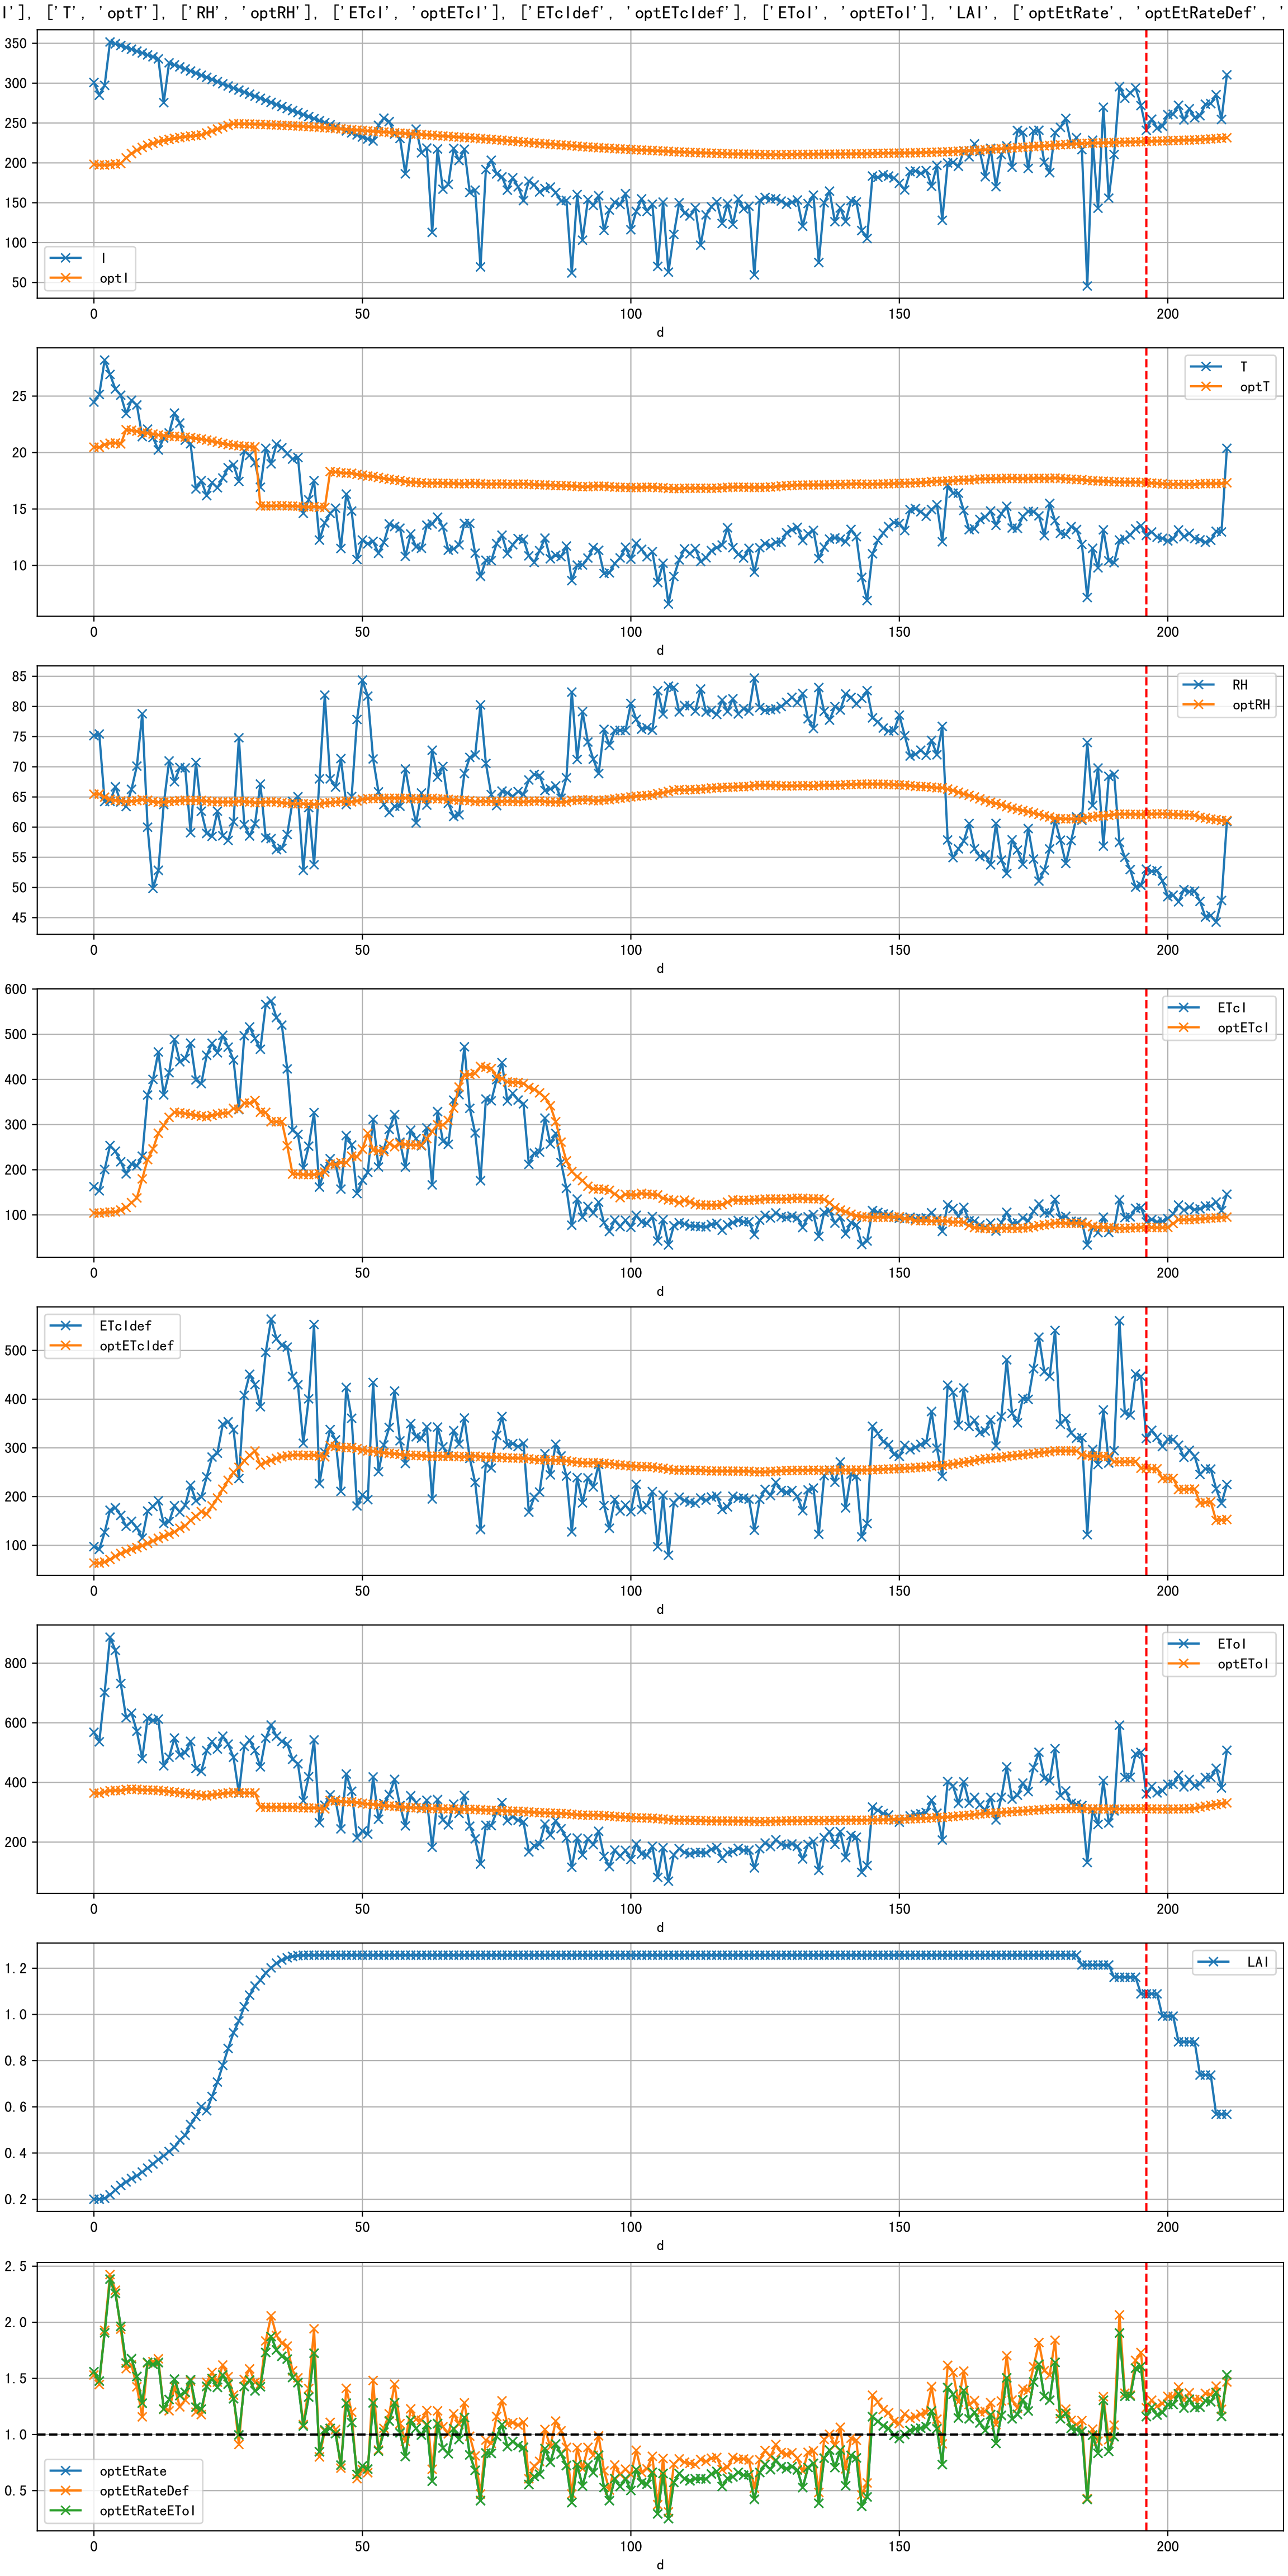 I'], ['T', 'optT'], ['RH', 'optRH'], ['ETcI', 'optETcI'], ['ETcIdef', 'optETcIdef'], ['EToI', 'optEToI'], 'LAI', ['optEtRate', 'optEtRateDef', '
350
300
250
200
150
100
50
I
optI
0 50 100 150 200
d
25
20
15
10
T
optT
0 50 100 150 200
d
85
80
75
70
65
60
55
50
45
RH
optRH
0 50 100 150 200
d
600
500
400
300
200
100
ETcI
optETcI
0 50 100 150 200
d
500
400
300
200
100
ETcIdef
optETcIdef
0 50 100 150 200
d
800
600
400
200
EToI
optEToI
0 50 100 150 200
d
1.2
1.0
0.8
0.6
0.4
0.2
LAI
0 50 100 150 200
d
2.5
2.0
1.5
1.0
0.5
optEtRate
optEtRateDef
optEtRateEToI
0 50 100 150 200
d